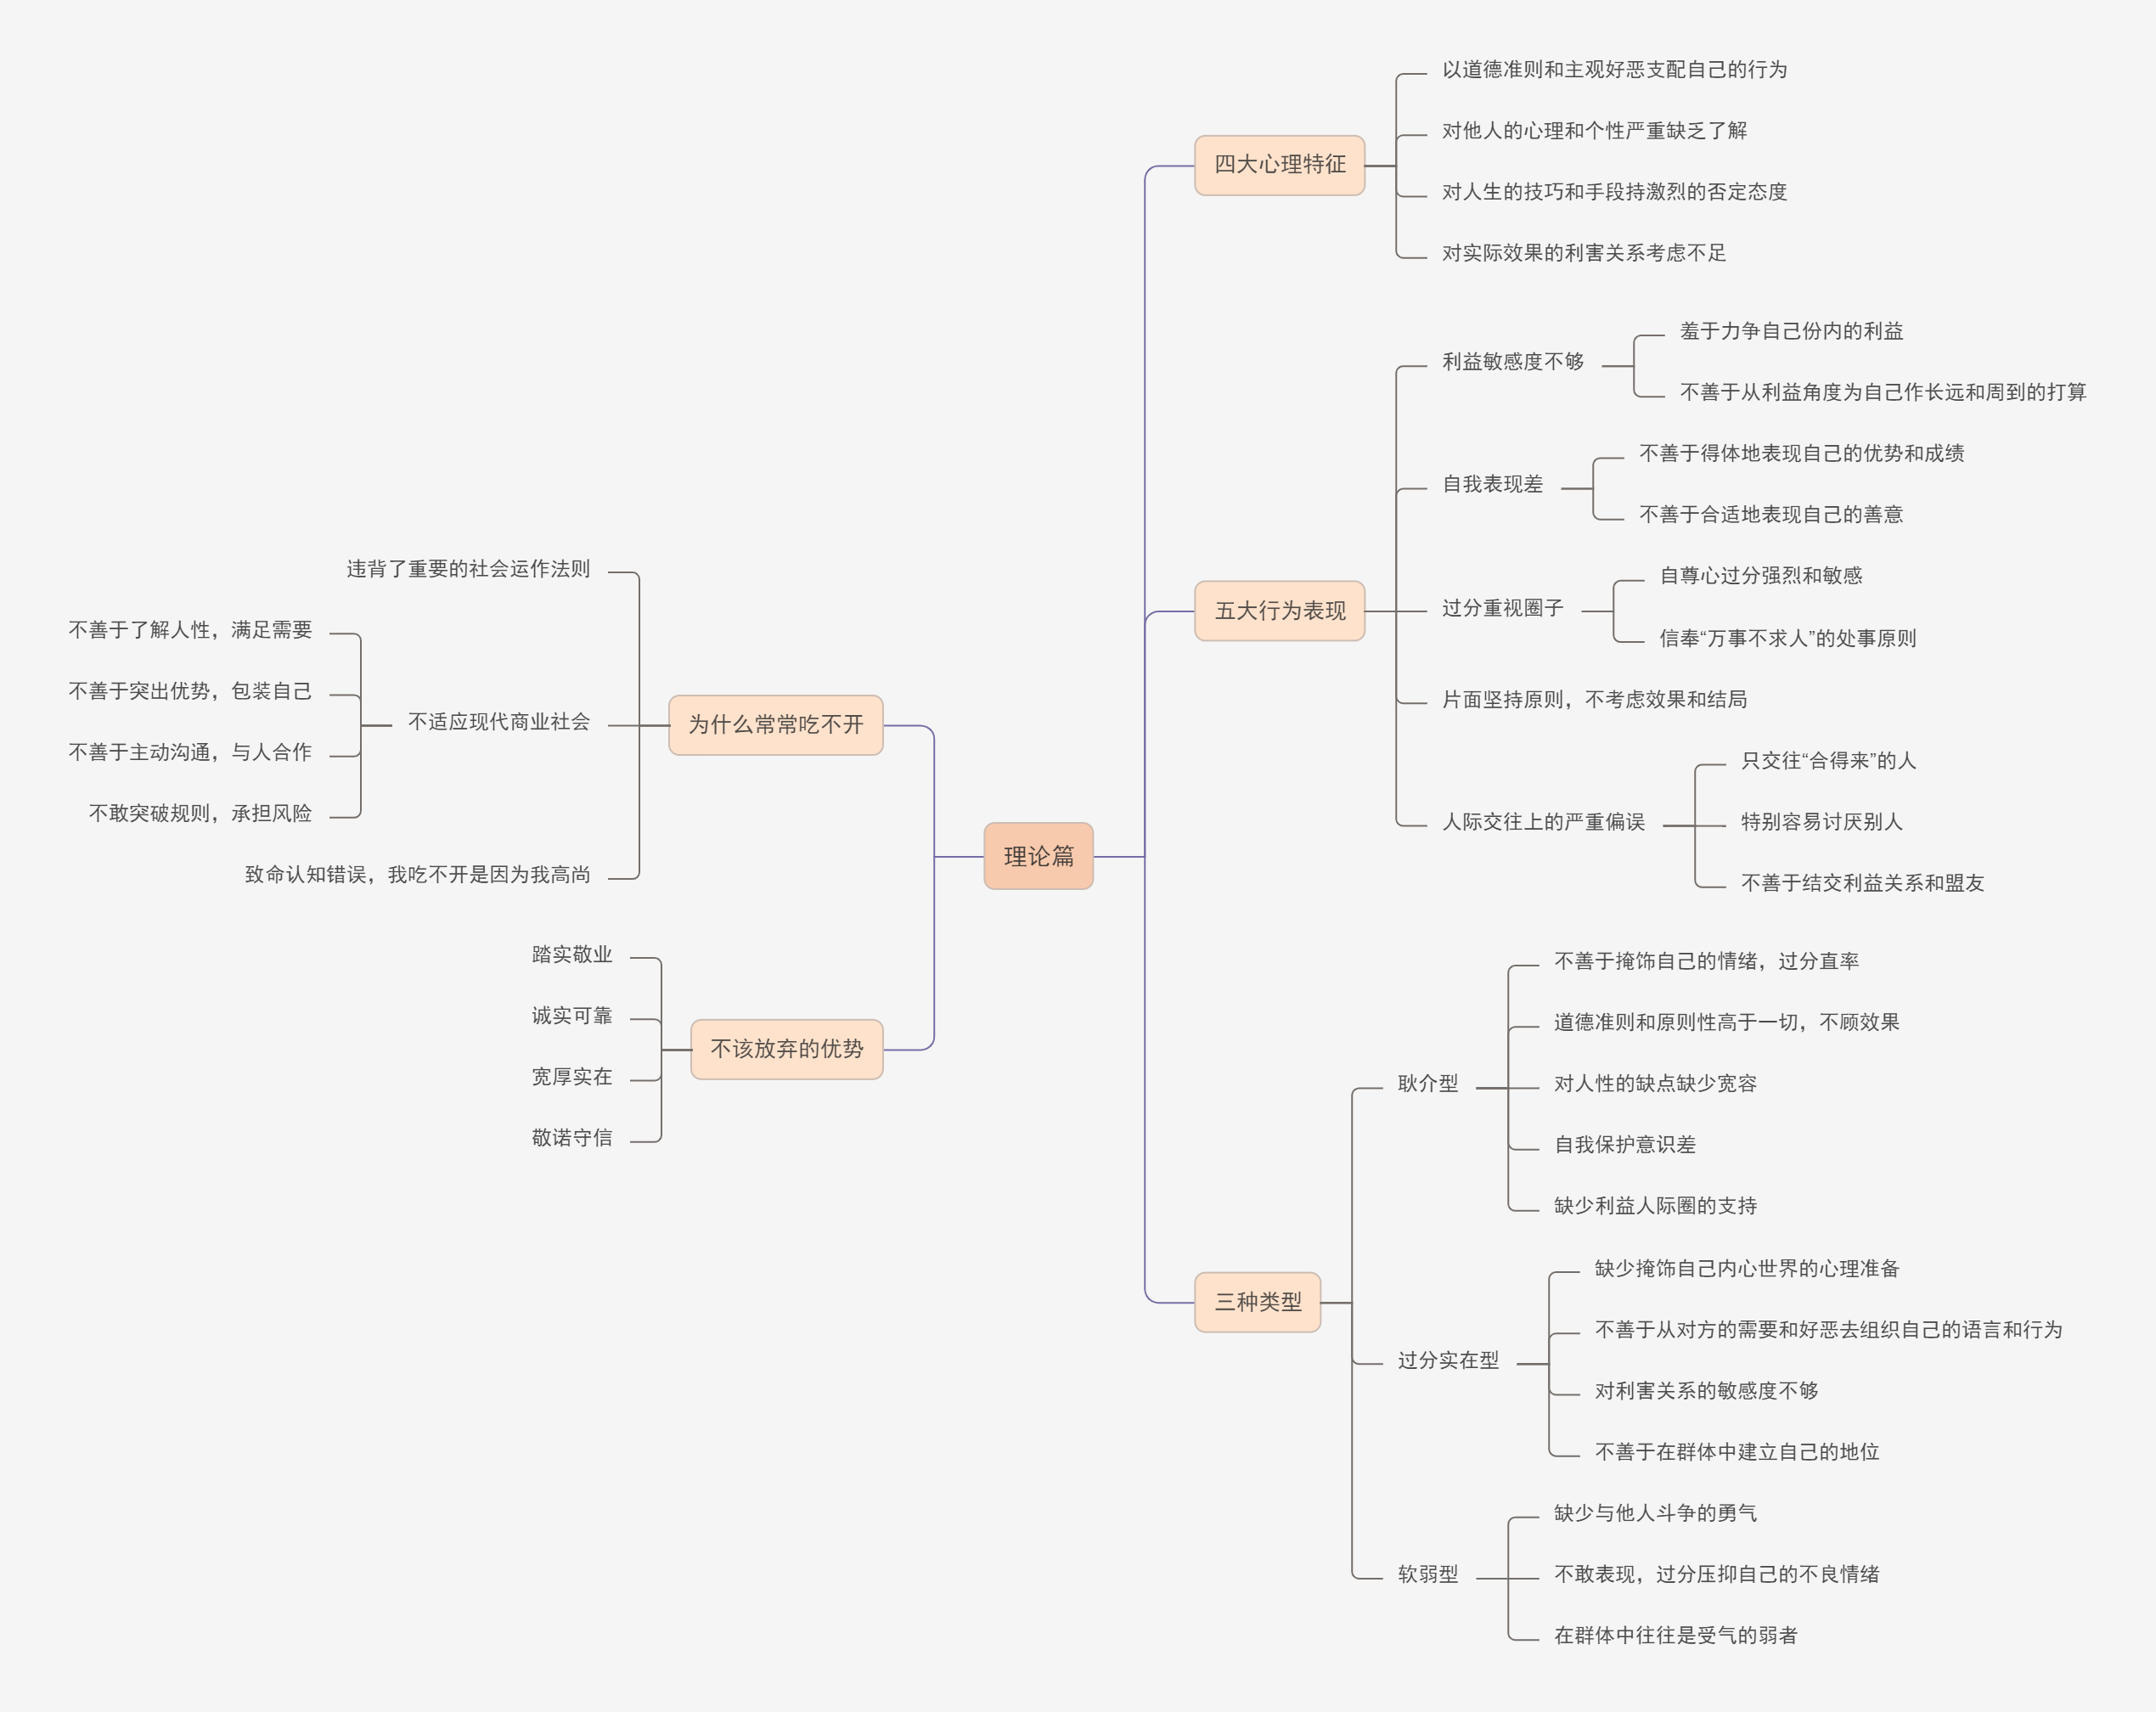 理论篇
四大心理特征
以道德准则和主观好恶支配自己的行为
对他人的心理和个性严重缺乏了解
对人生的技巧和手段持激烈的否定态度
对实际效果的利害关系考虑不足
五大行为表现
利益敏感度不够
羞于力争自己份内的利益
不善于从利益角度为自己作长远和周到的打算
自我表现差
不善于得体地表现自己的优势和成绩
不善于合适地表现自己的善意
过分重视圈子
自尊心过分强烈和敏感
信奉“万事不求人”的处事原则
片面坚持原则，不考虑效果和结局
人际交往上的严重偏误
只交往“合得来”的人
特别容易讨厌别人
不善于结交利益关系和盟友
三种类型
耿介型
不善于掩饰自己的情绪，过分直率
道德准则和原则性高于一切，不顾效果
对人性的缺点缺少宽容
自我保护意识差
缺少利益人际圈的支持
过分实在型
缺少掩饰自己内心世界的心理准备
不善于从对方的需要和好恶去组织自己的语言和行为
对利害关系的敏感度不够
不善于在群体中建立自己的地位
软弱型
缺少与他人斗争的勇气
不敢表现，过分压抑自己的不良情绪
在群体中往往是受气的弱者
为什么常常吃不开
违背了重要的社会运作法则
不适应现代商业社会
不善于了解人性，满足需要
不善于突出优势，包装自己
不善于主动沟通，与人合作
不敢突破规则，承担风险
致命认知错误，我吃不开是因为我高尚
不该放弃的优势
踏实敬业
诚实可靠
宽厚实在
敬诺守信